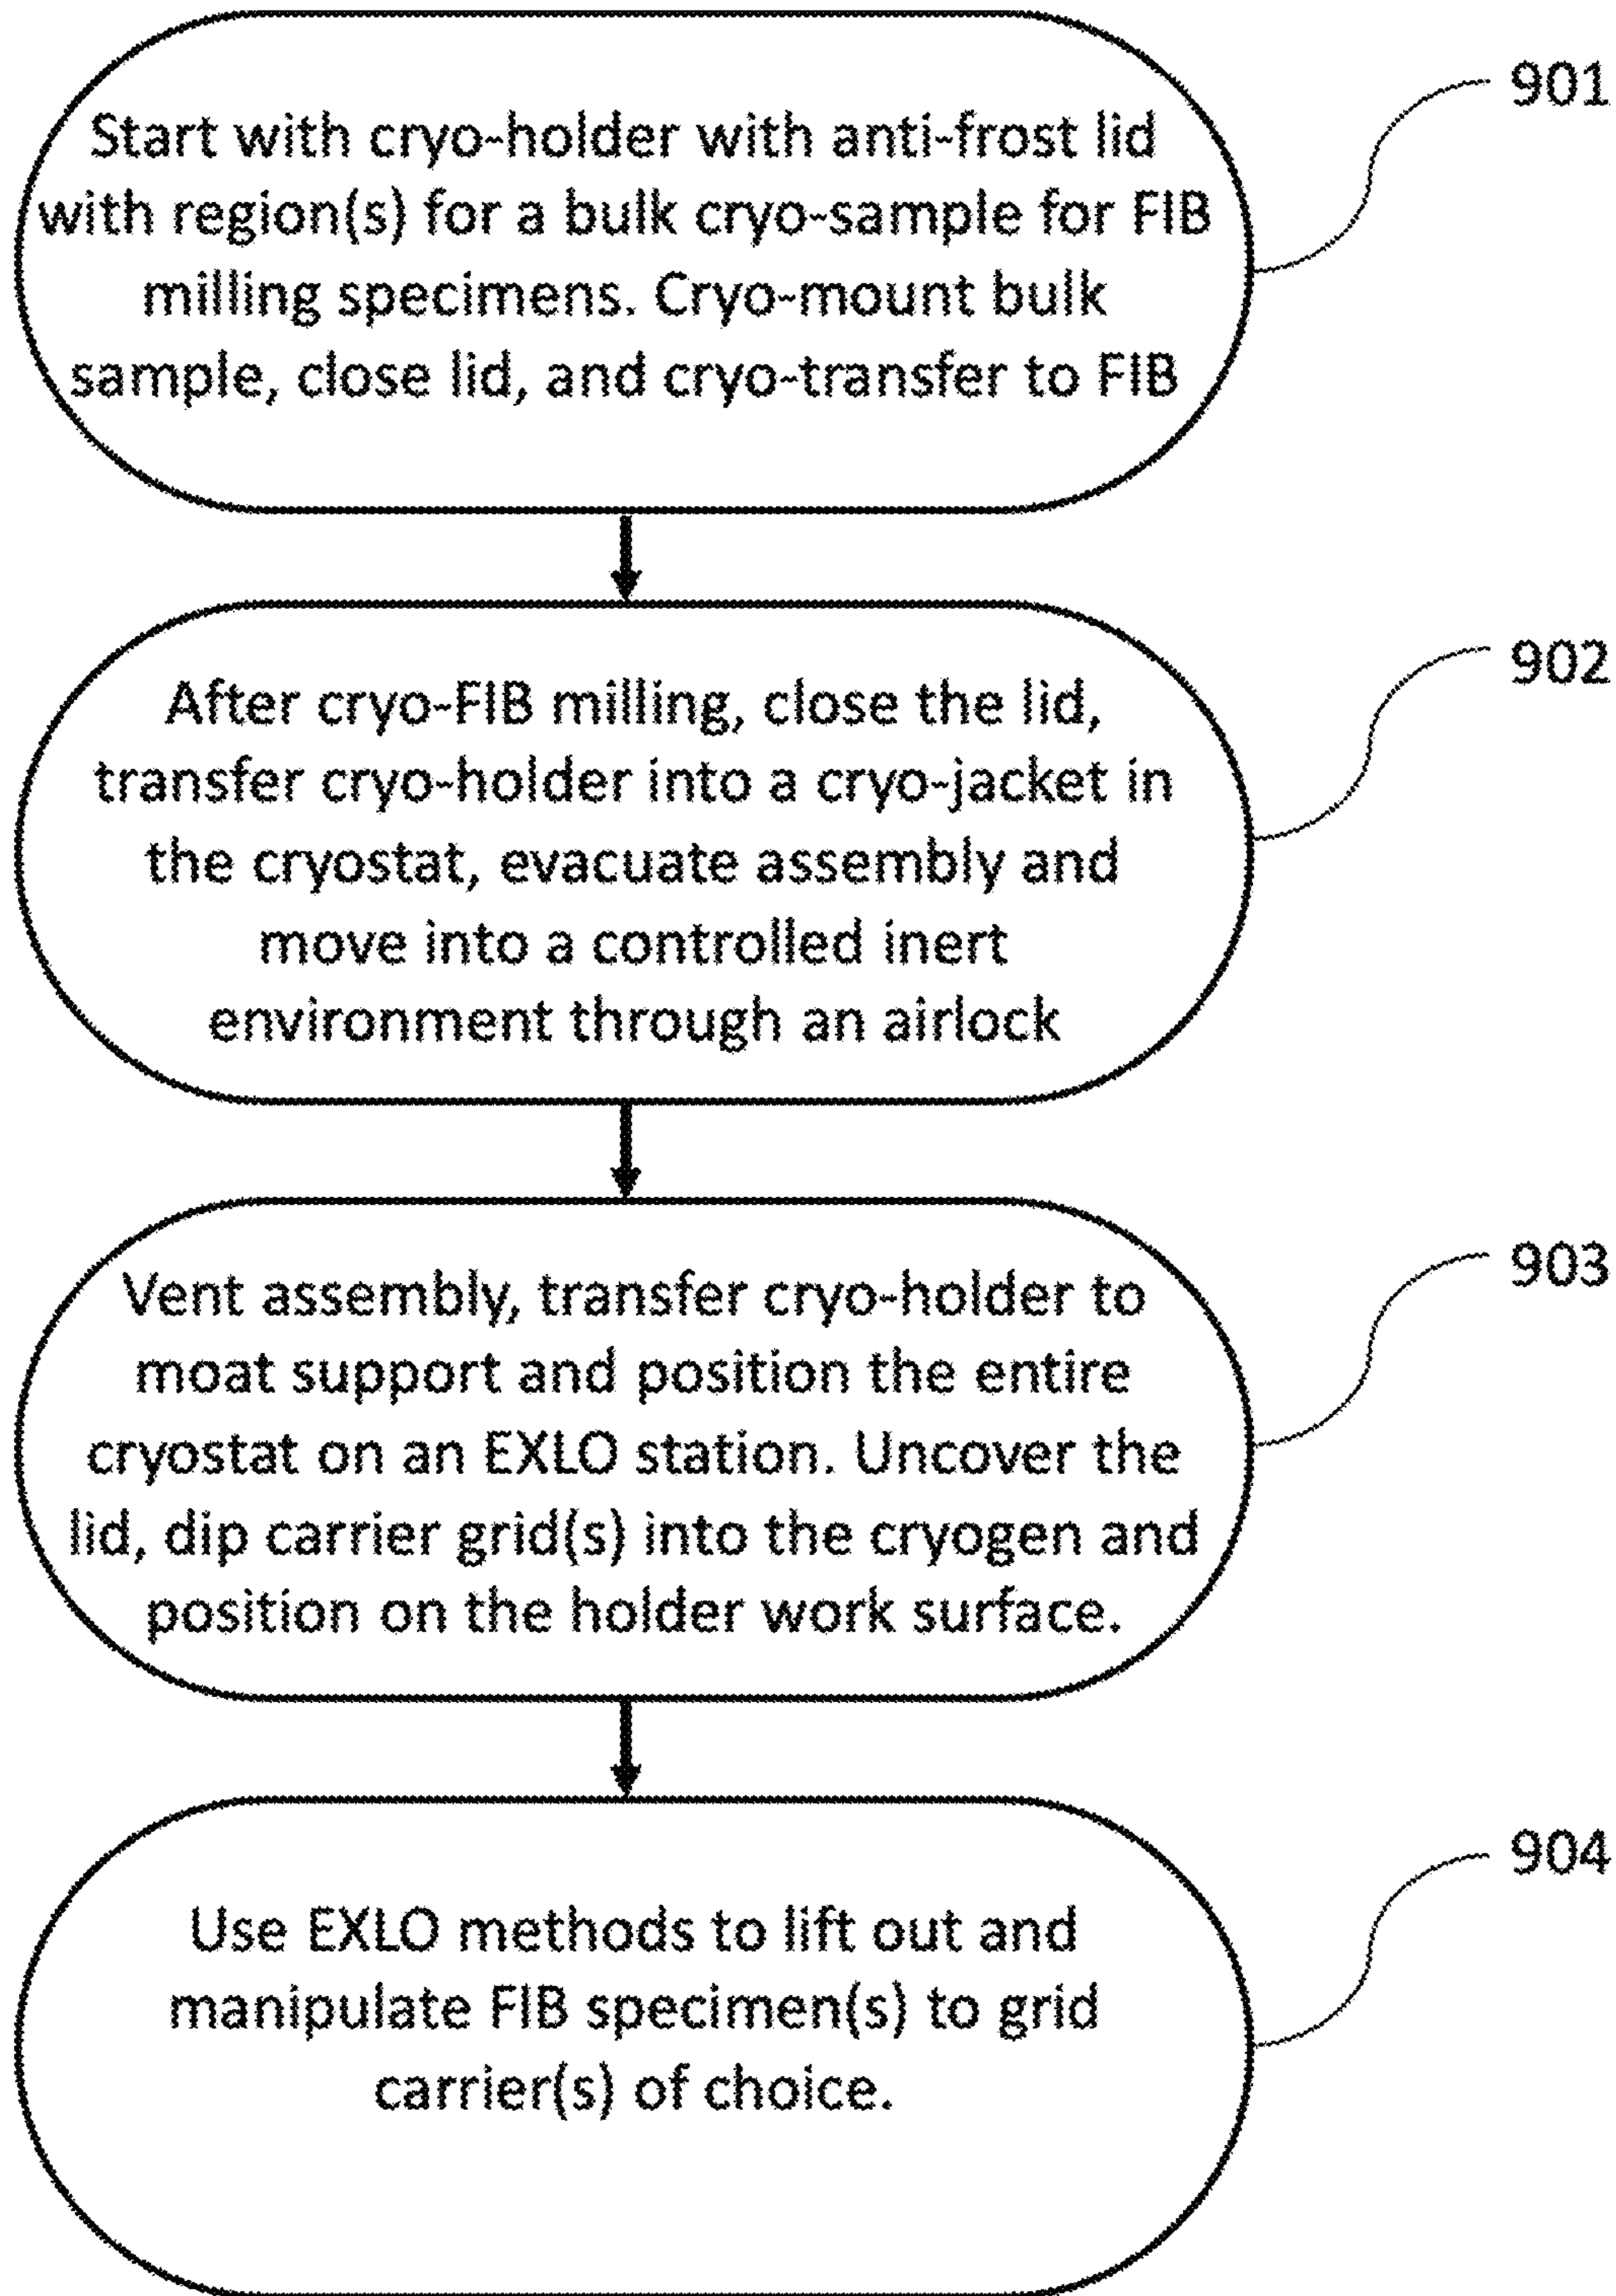 Start with cryo-holder with anti-frost lid
with region(s) for a bulk cryo-sample for FIB
milling specimens. Cryo-mount bulk
sample, close lid, and cryo-transfer to FIB
901
After cryo-FIB milling, close the lid,
transfer cryo-holder into a cryo-jacket in
the cryostat, evacuate assembly and
move into a controlled inert
environment through an airlock
902
Vent assembly, transfer cryo-holder to
moat support and position the entire
cryostat on an EXLO station. Uncover the
lid, dip carrier grid(s) into the cryogen and
position on the holder work surface.
903
Use EXLO methods to lift out and
manipulate FIB specimen(s) to grid
carrier(s) of choice.
904